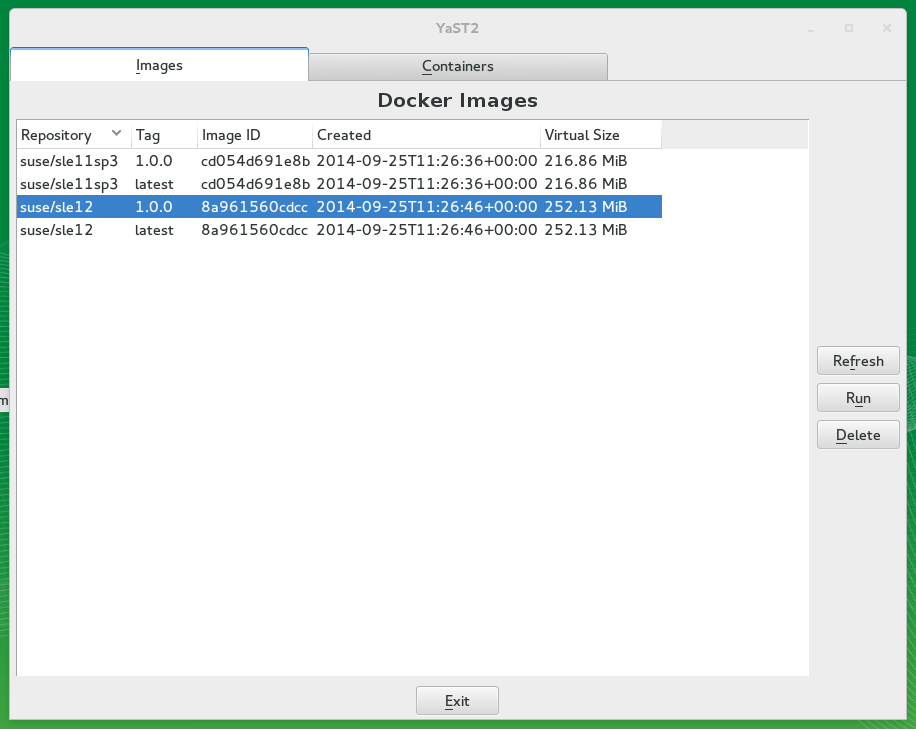 YaST2
Images Containers
Docker Images
Repository Tag Image ID Created Virtual Size
suse/sle11sp3 1.0.0 cd054d691e8b 2014-09-25T11:26:36+00:00 216.86 MiB
suse/sle11sp3 latest cd054d691e8b 2014-09-25T11:26:36+00:00 216.86 MiB
suse/sle12 1.0.0 8a961560cdcc 2014-09-25T11:26:46+00:00 252.13 MiB
suse/sle12 latest 8a961560cdcc 2014-09-25T11:26:46+00:00 252.13 MiB
Refresh
Run
Delete
Exit